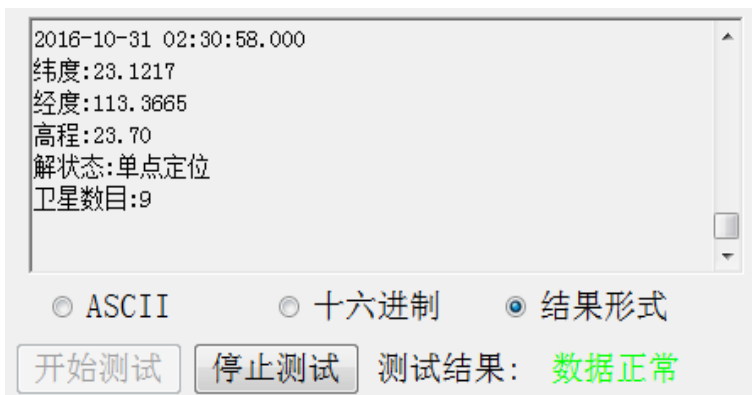 2016-10-31 02:30:58.000
纬度:23.1217
经度:113.3665
高程:23.70
解状态:单点定位
卫星数目:9
ASCII 十六进制 结果形式
开始测试 停止测试 测试结果: 数据正常